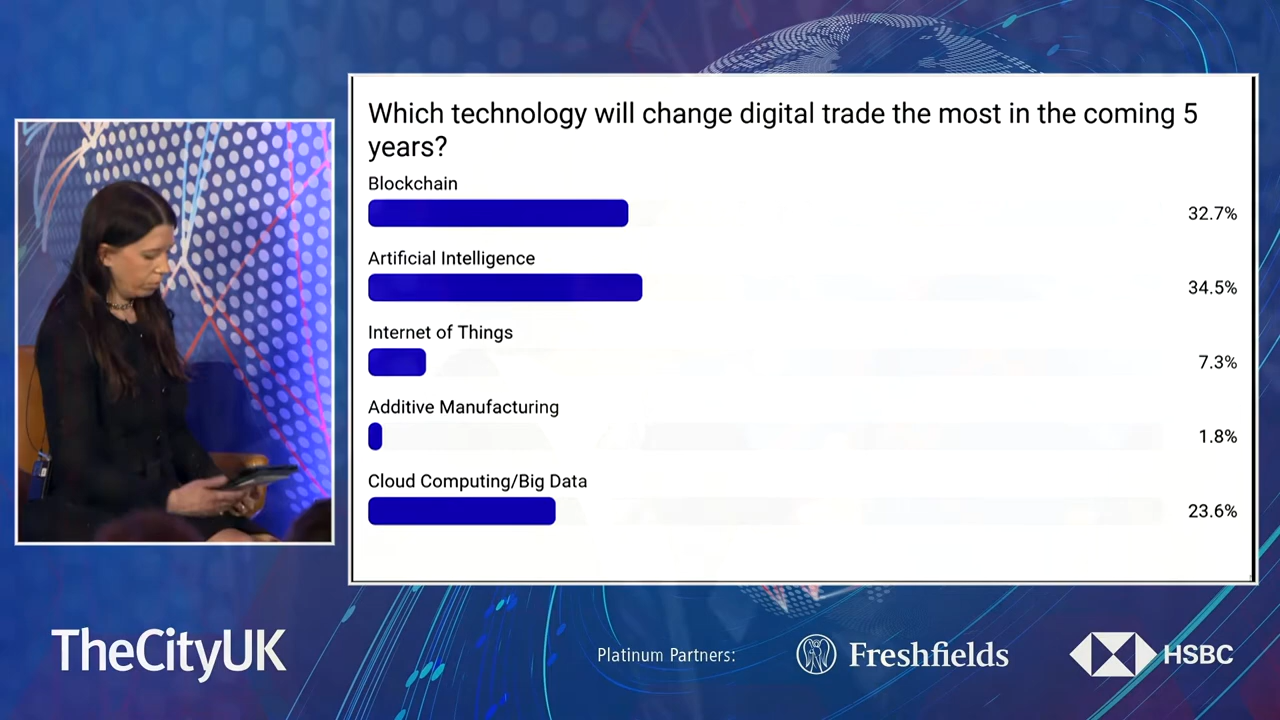 Which technology will change digital trade the most in the coming 5
years?
Blockchain
32.7%
Artificial Intelligence
34.5%
Internet of Things
7.3%
Additive Manufacturing
1.8%
Cloud Computing/Big Data
23.6%
TheCityUK
Platinum Partners:
Freshfields
HSBC